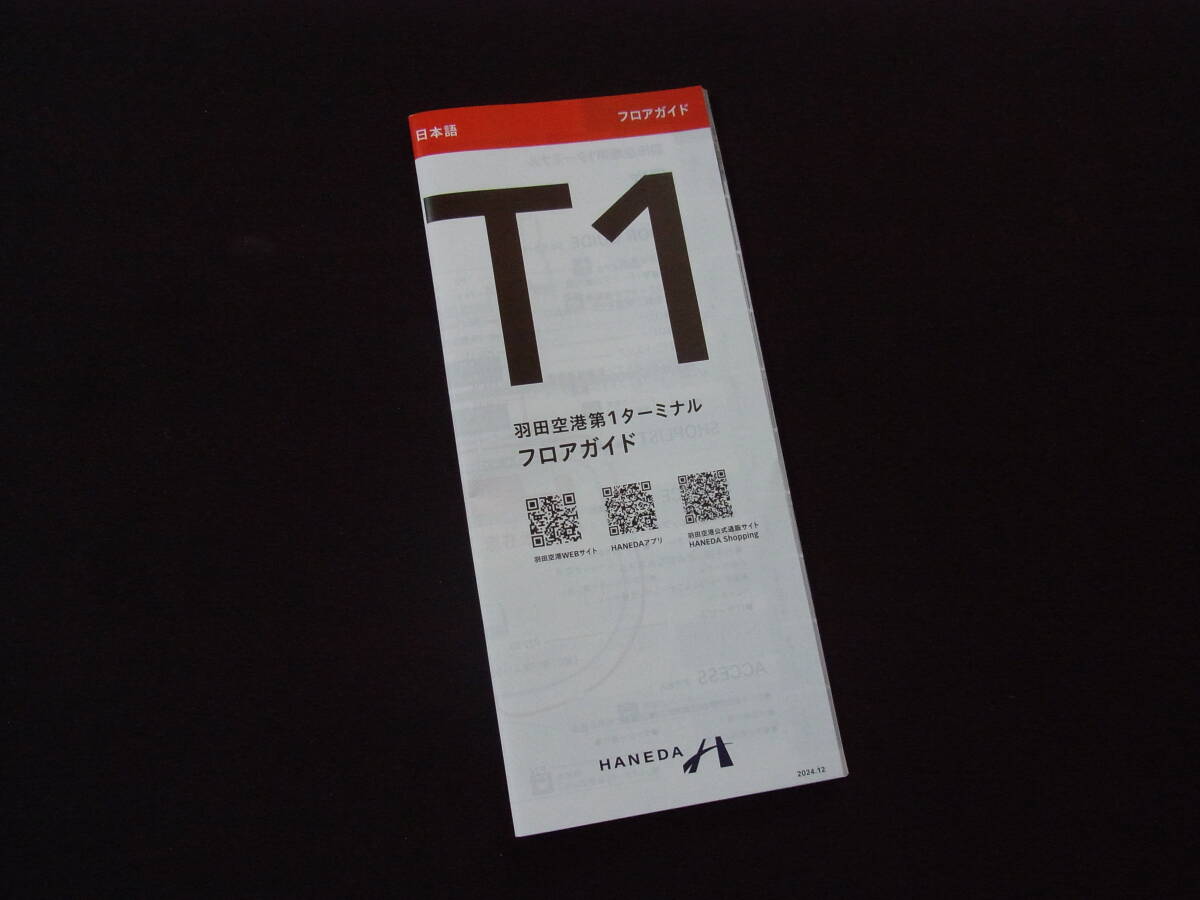 日本語
フロアガイド
T1
羽田空港第1ターミナル
フロアガイド
羽田空港WEBサイト
HANEDAアプリ
羽田空港公式通販サイト
HANEDA Shopping
HANEDA
2024.12